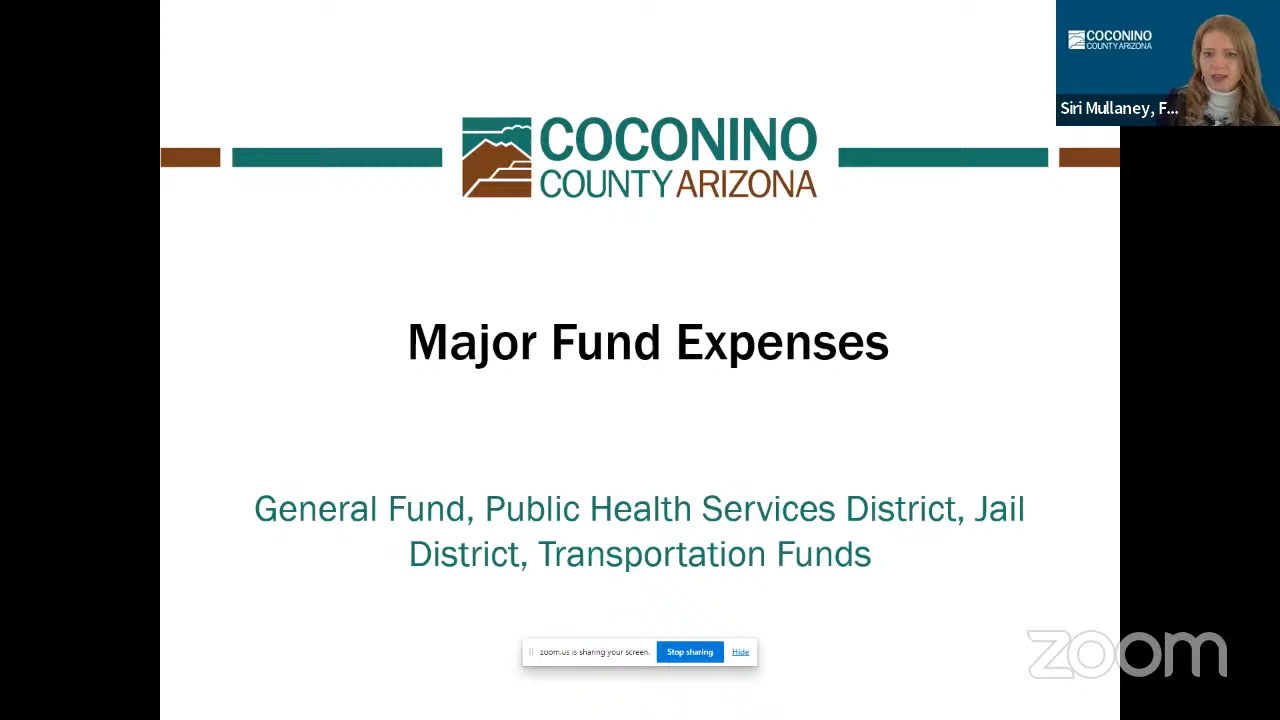 COCONINO
COUNTY ARIZONA
Siri Mullaney, F...
COCONINO
COUNTY ARIZONA
Major Fund Expenses
General Fund, Public Health Services District, Jail
District, Transportation Funds
zoom.us is sharing your screen. Stop sharing Hide
zoom